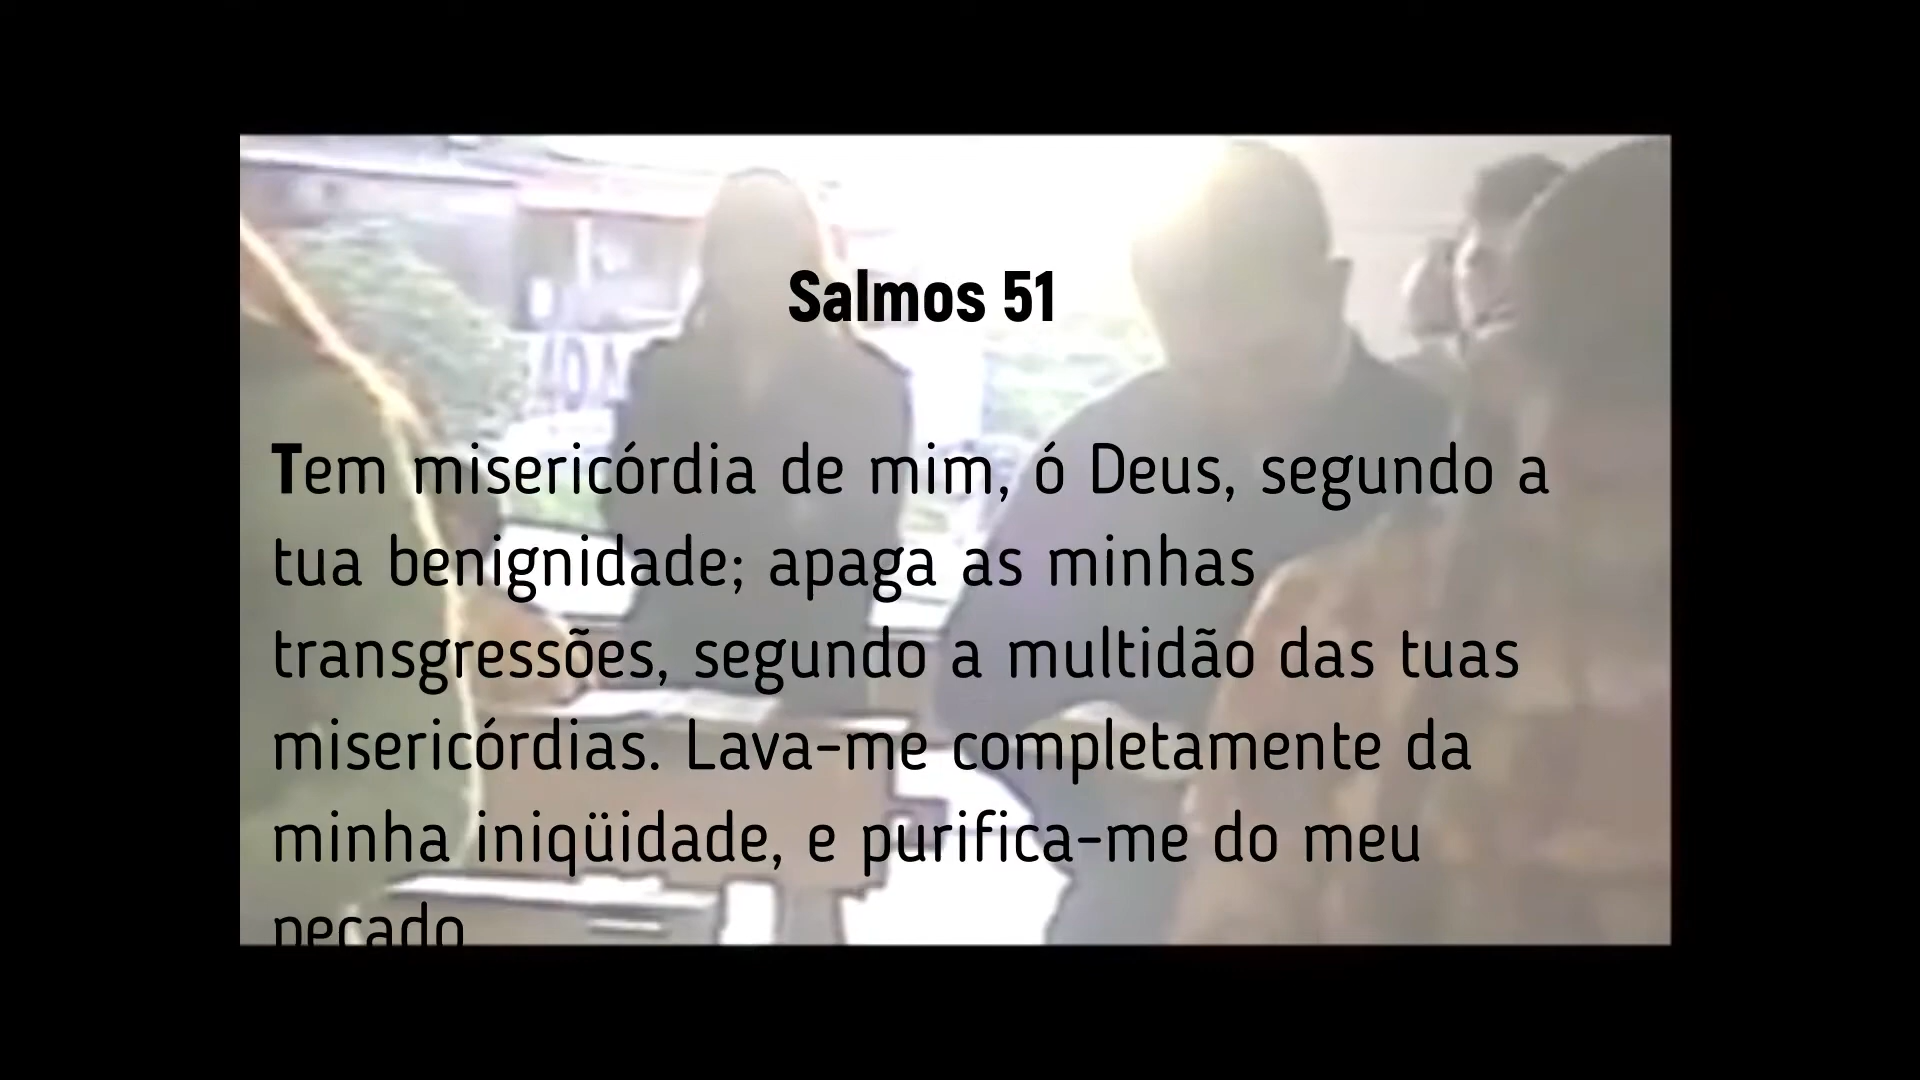 Salmos 51
Tem misericórdia de mim, ó Deus, segundo a
tua benignidade; apaga as minhas
transgressões, segundo a multidão das tuas
misericórdias. Lava-me completamente da
minha iniqüidade, e purifica-me do meu
pecado